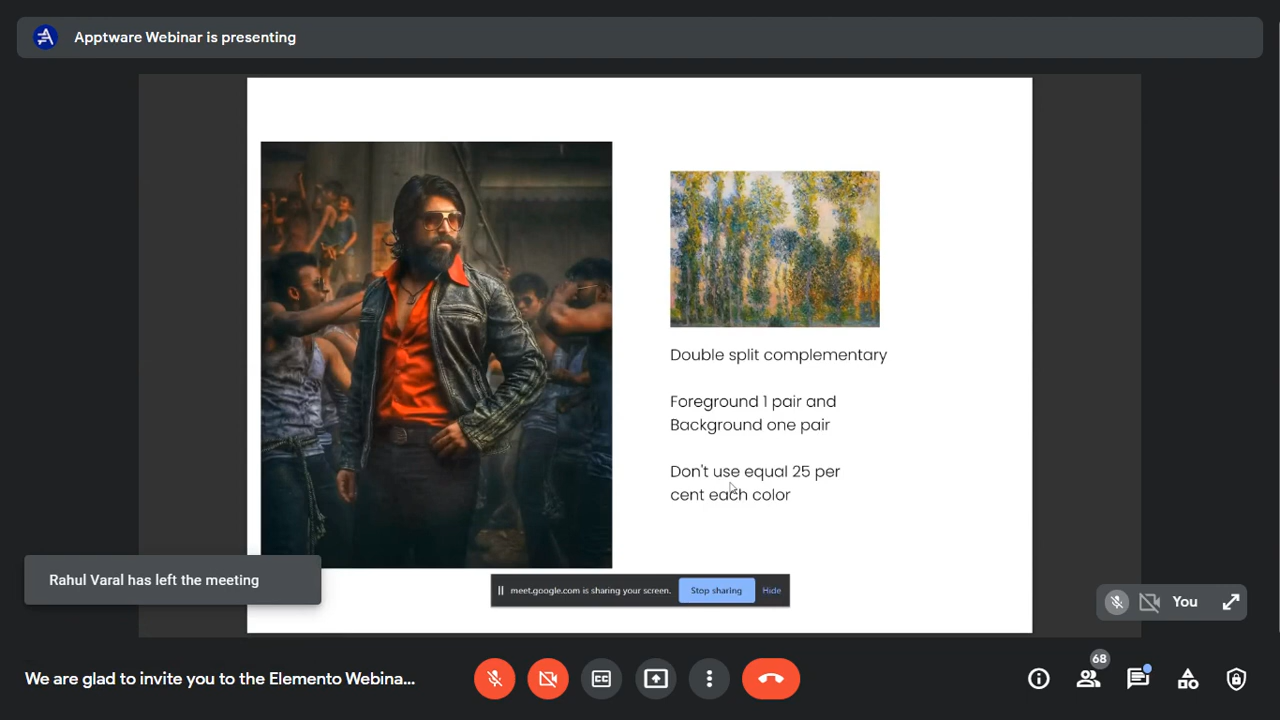 Apptware Webinar is presenting
Double split complementary
Foreground 1 pair and
Background one pair
Don't use equal 25 per
cent each color
Rahul Varal has left the meeting
meet.google.com is sharing your screen.
Stop sharing
Hide
You
We are glad to invite you to the Elemento Webina...
CC
68